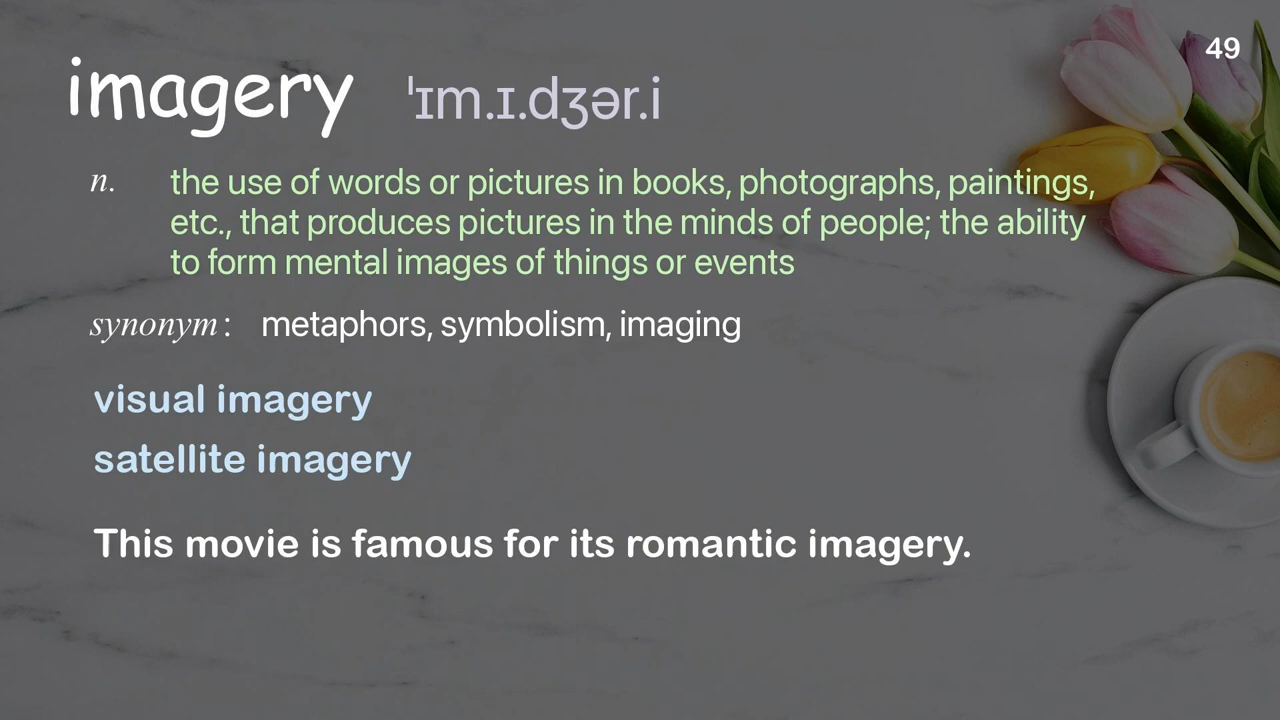 49
imagery ˈɪm.ɪ.dʒər.i
n. the use of words or pictures in books, photographs, paintings,
etc., that produces pictures in the minds of people; the ability
to form mental images of things or events
synonym: metaphors, symbolism, imaging
visual imagery
satellite imagery
This movie is famous for its romantic imagery.